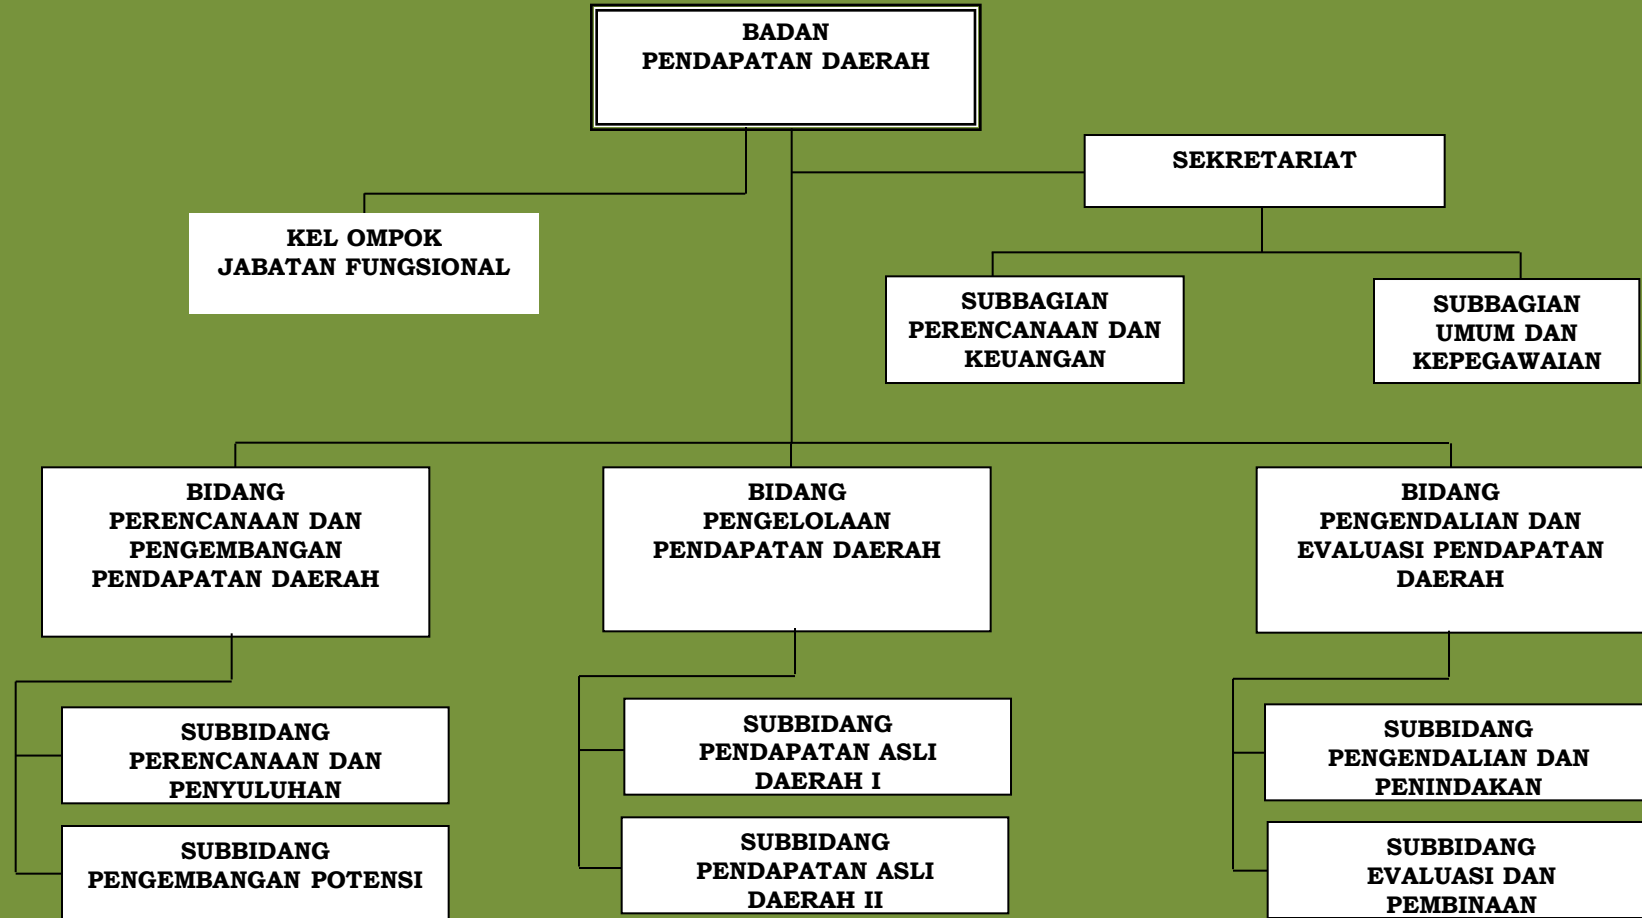 BADAN
PENDAPATAN DAERAH
SEKRETARIAT
KEL OMPOK
JABATAN FUNGSIONAL
SUBBAGIAN
PERENCANAAN DAN
KEUANGAN
SUBBAGIAN
UMUM DAN
KEPEGAWAIAN
BIDANG
PERENCANAAN DAN
PENGEMBANGAN
PENDAPATAN DAERAH
BIDANG
PENGELOLAAN
PENDAPATAN DAERAH
BIDANG
PENGENDALIAN DAN
EVALUASI PENDAPATAN
DAERAH
SUBBIDANG
PERENCANAAN DAN
PENYULUHAN
SUBBIDANG
PENDAPATAN ASLI
DAERAH I
SUBBIDANG
PENGENDALIAN DAN
PENINDAKAN
SUBBIDANG
PENGEMBANGAN POTENSI
SUBBIDANG
PENDAPATAN ASLI
DAERAH II
SUBBIDANG
EVALUASI DAN
PEMBINAAN